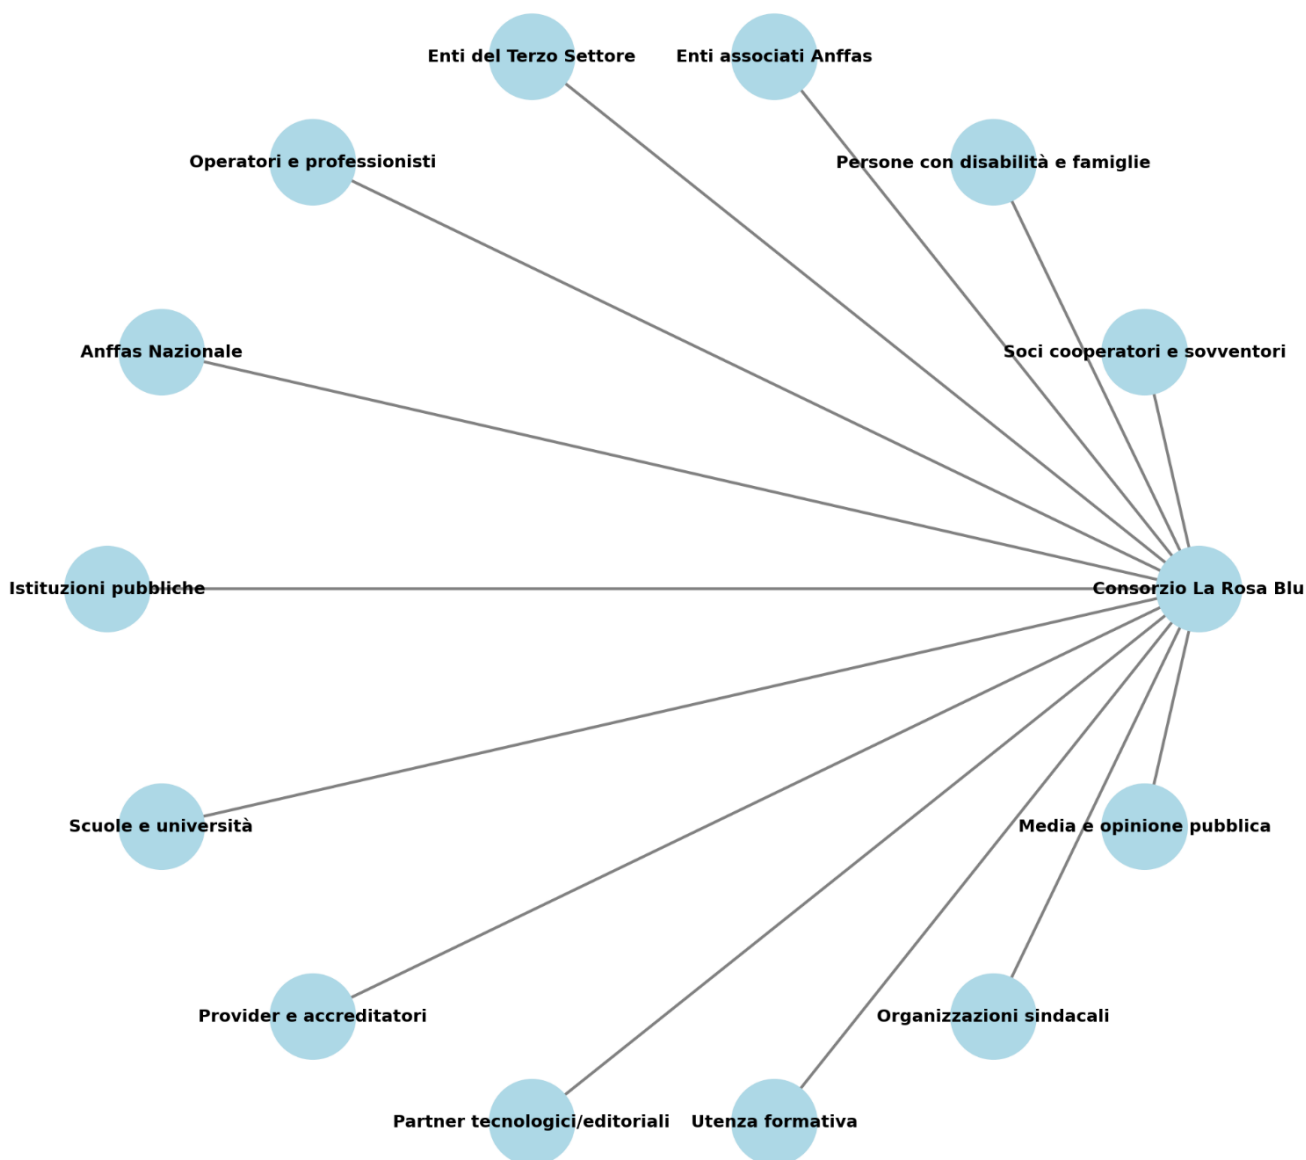 Enti del Terzo Settore
Enti associati Anffas
Operatori e professionisti
Persone con disabilità e famiglie
Anffas Nazionale
Soci cooperatori e sovventori
Istituzioni pubbliche
Consorzio La Rosa Blu
Scuole e università
Media e opinione pubblica
Provider e accreditatori
Organizzazioni sindacali
Partner tecnologici/editoriali
Utenza formativa